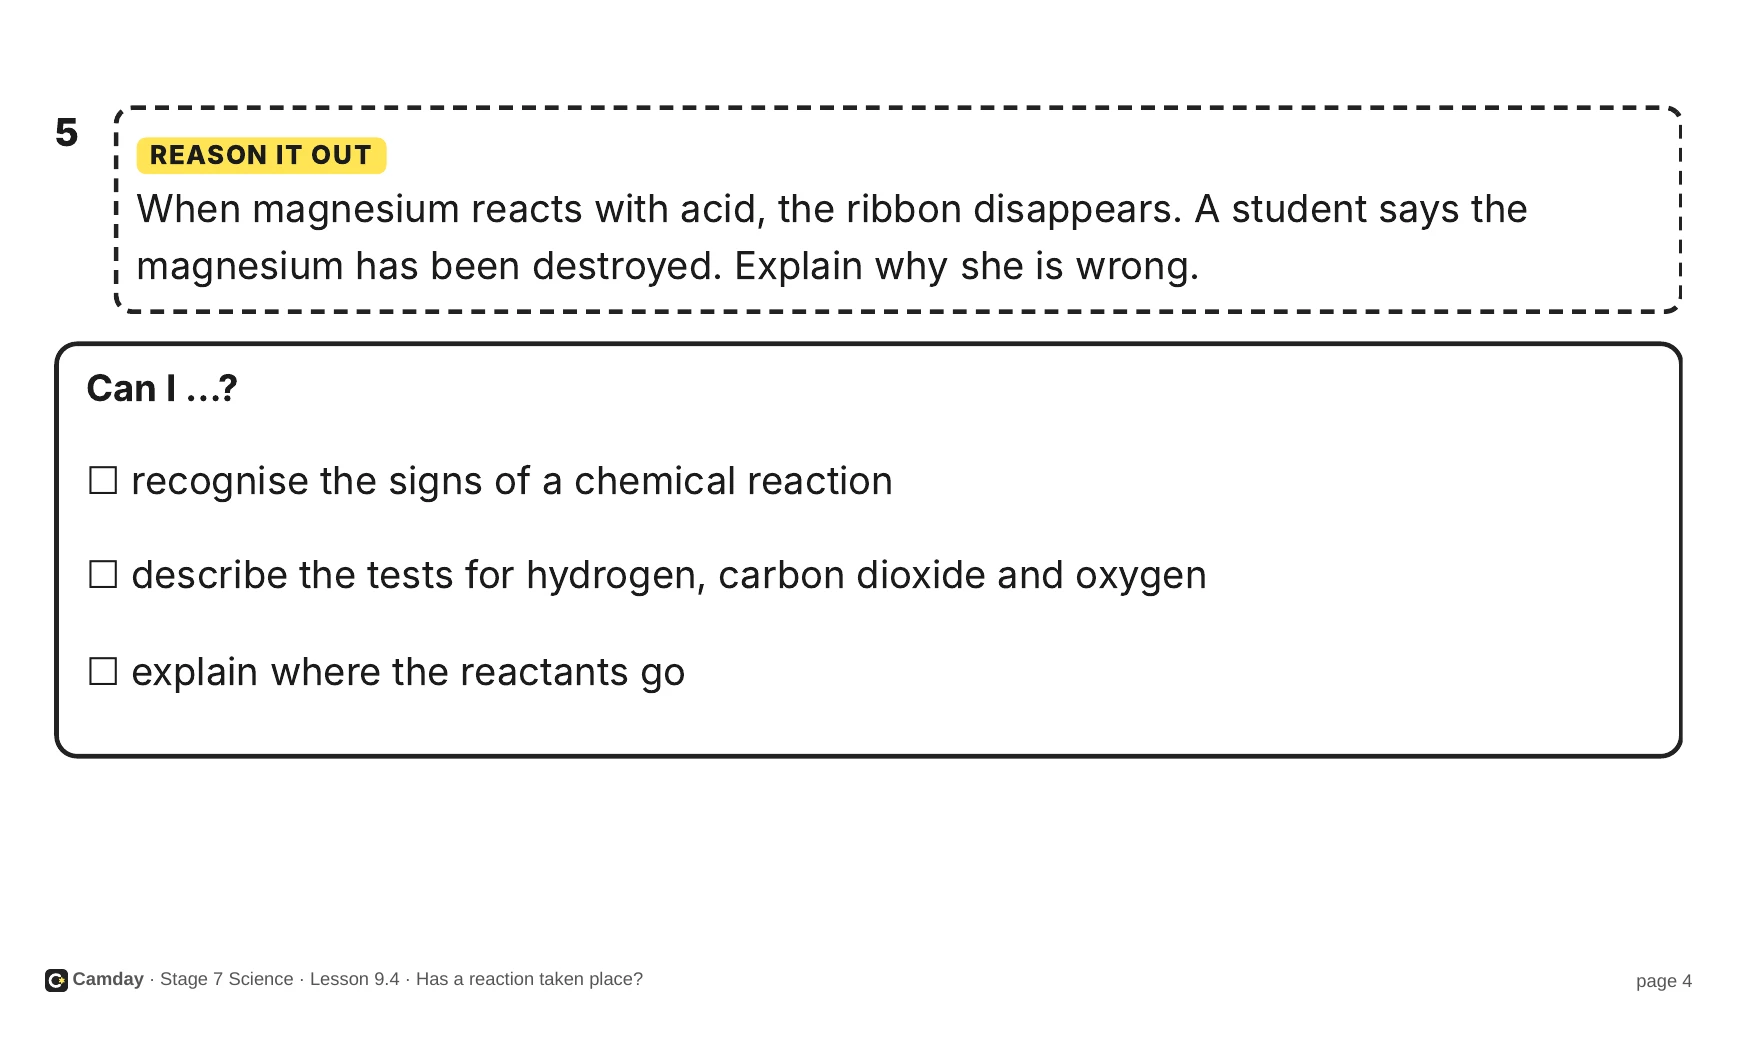 5
REASON IT OUT
When magnesium reacts with acid, the ribbon disappears. A student says the
magnesium has been destroyed. Explain why she is wrong.
Can I ...?
☐ recognise the signs of a chemical reaction
☐ describe the tests for hydrogen, carbon dioxide and oxygen
☐ explain where the reactants go
Camday · Stage 7 Science · Lesson 9.4 · Has a reaction taken place?
page 4